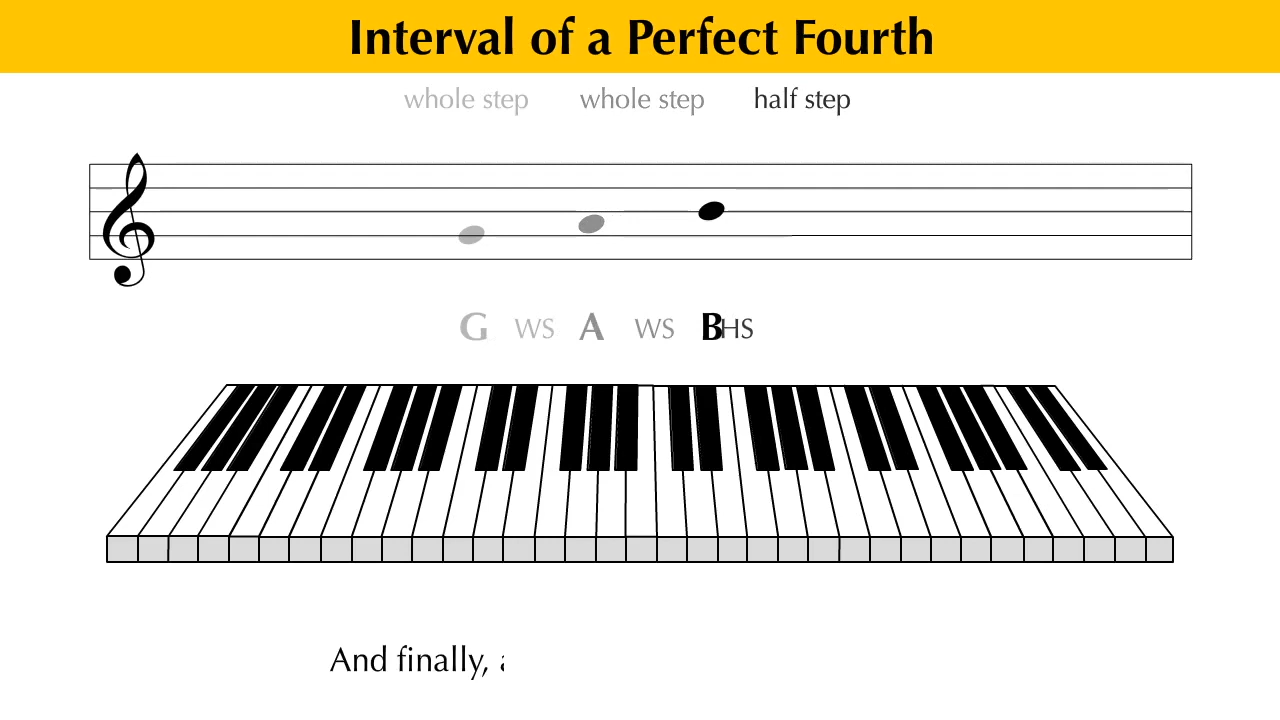 Interval of a Perfect Fourth
whole step whole step half step
G WS A WS B HS
And finally,